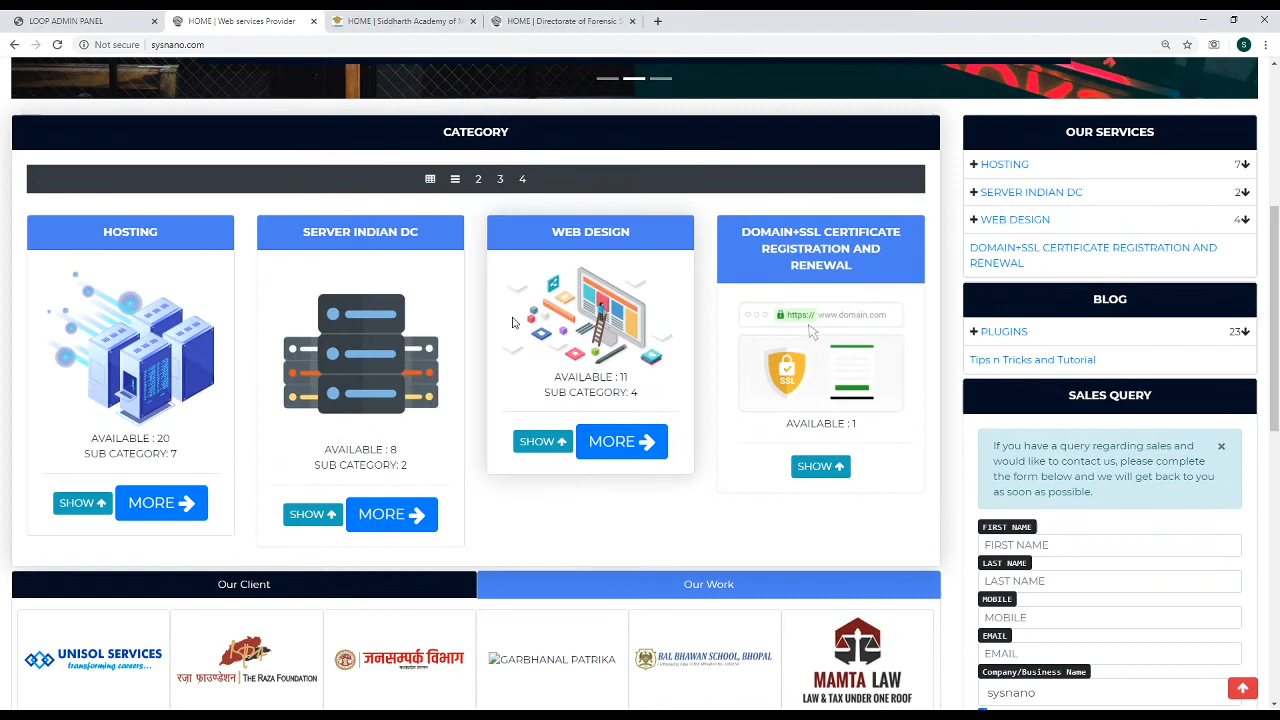 LOOP ADMIN PANEL
HOME | Web services Provider
HOME | Siddharth Academy of M
HOME | Directorate of Forensic S
Not secure | sysnano.com
S
CATEGORY
2 3 4
HOSTING
AVAILABLE : 20
SUB CATEGORY: 7
SHOW
MORE
SERVER INDIAN DC
AVAILABLE : 8
SUB CATEGORY: 2
SHOW
MORE
WEB DESIGN
AVAILABLE : 11
SUB CATEGORY: 4
SHOW
MORE
DOMAIN+SSL CERTIFICATE
REGISTRATION AND
RENEWAL
https:// www.domain.com
SSL
AVAILABLE : 1
SHOW
Our Client
Our Work
UNISOL SERVICES
transforming careers...
रज़ा फ़ाउण्डेशन | THE RAZA FOUNDATION
जनसम्पर्क विभाग
GARBHANAL PATRIKA
BAL BHAWAN SCHOOL, BHOPAL
MAMTA LAW
LAW & TAX UNDER ONE ROOF
OUR SERVICES
HOSTING 7
SERVER INDIAN DC 2
WEB DESIGN 4
DOMAIN+SSL CERTIFICATE REGISTRATION AND
RENEWAL
BLOG
PLUGINS 23
Tips n Tricks and Tutorial
SALES QUERY
If you have a query regarding sales and
would like to contact us, please complete
the form below and we will get back to you
as soon as possible.
×
FIRST NAME
FIRST NAME
LAST NAME
LAST NAME
MOBILE
MOBILE
EMAIL
EMAIL
Company/Business Name
sysnano